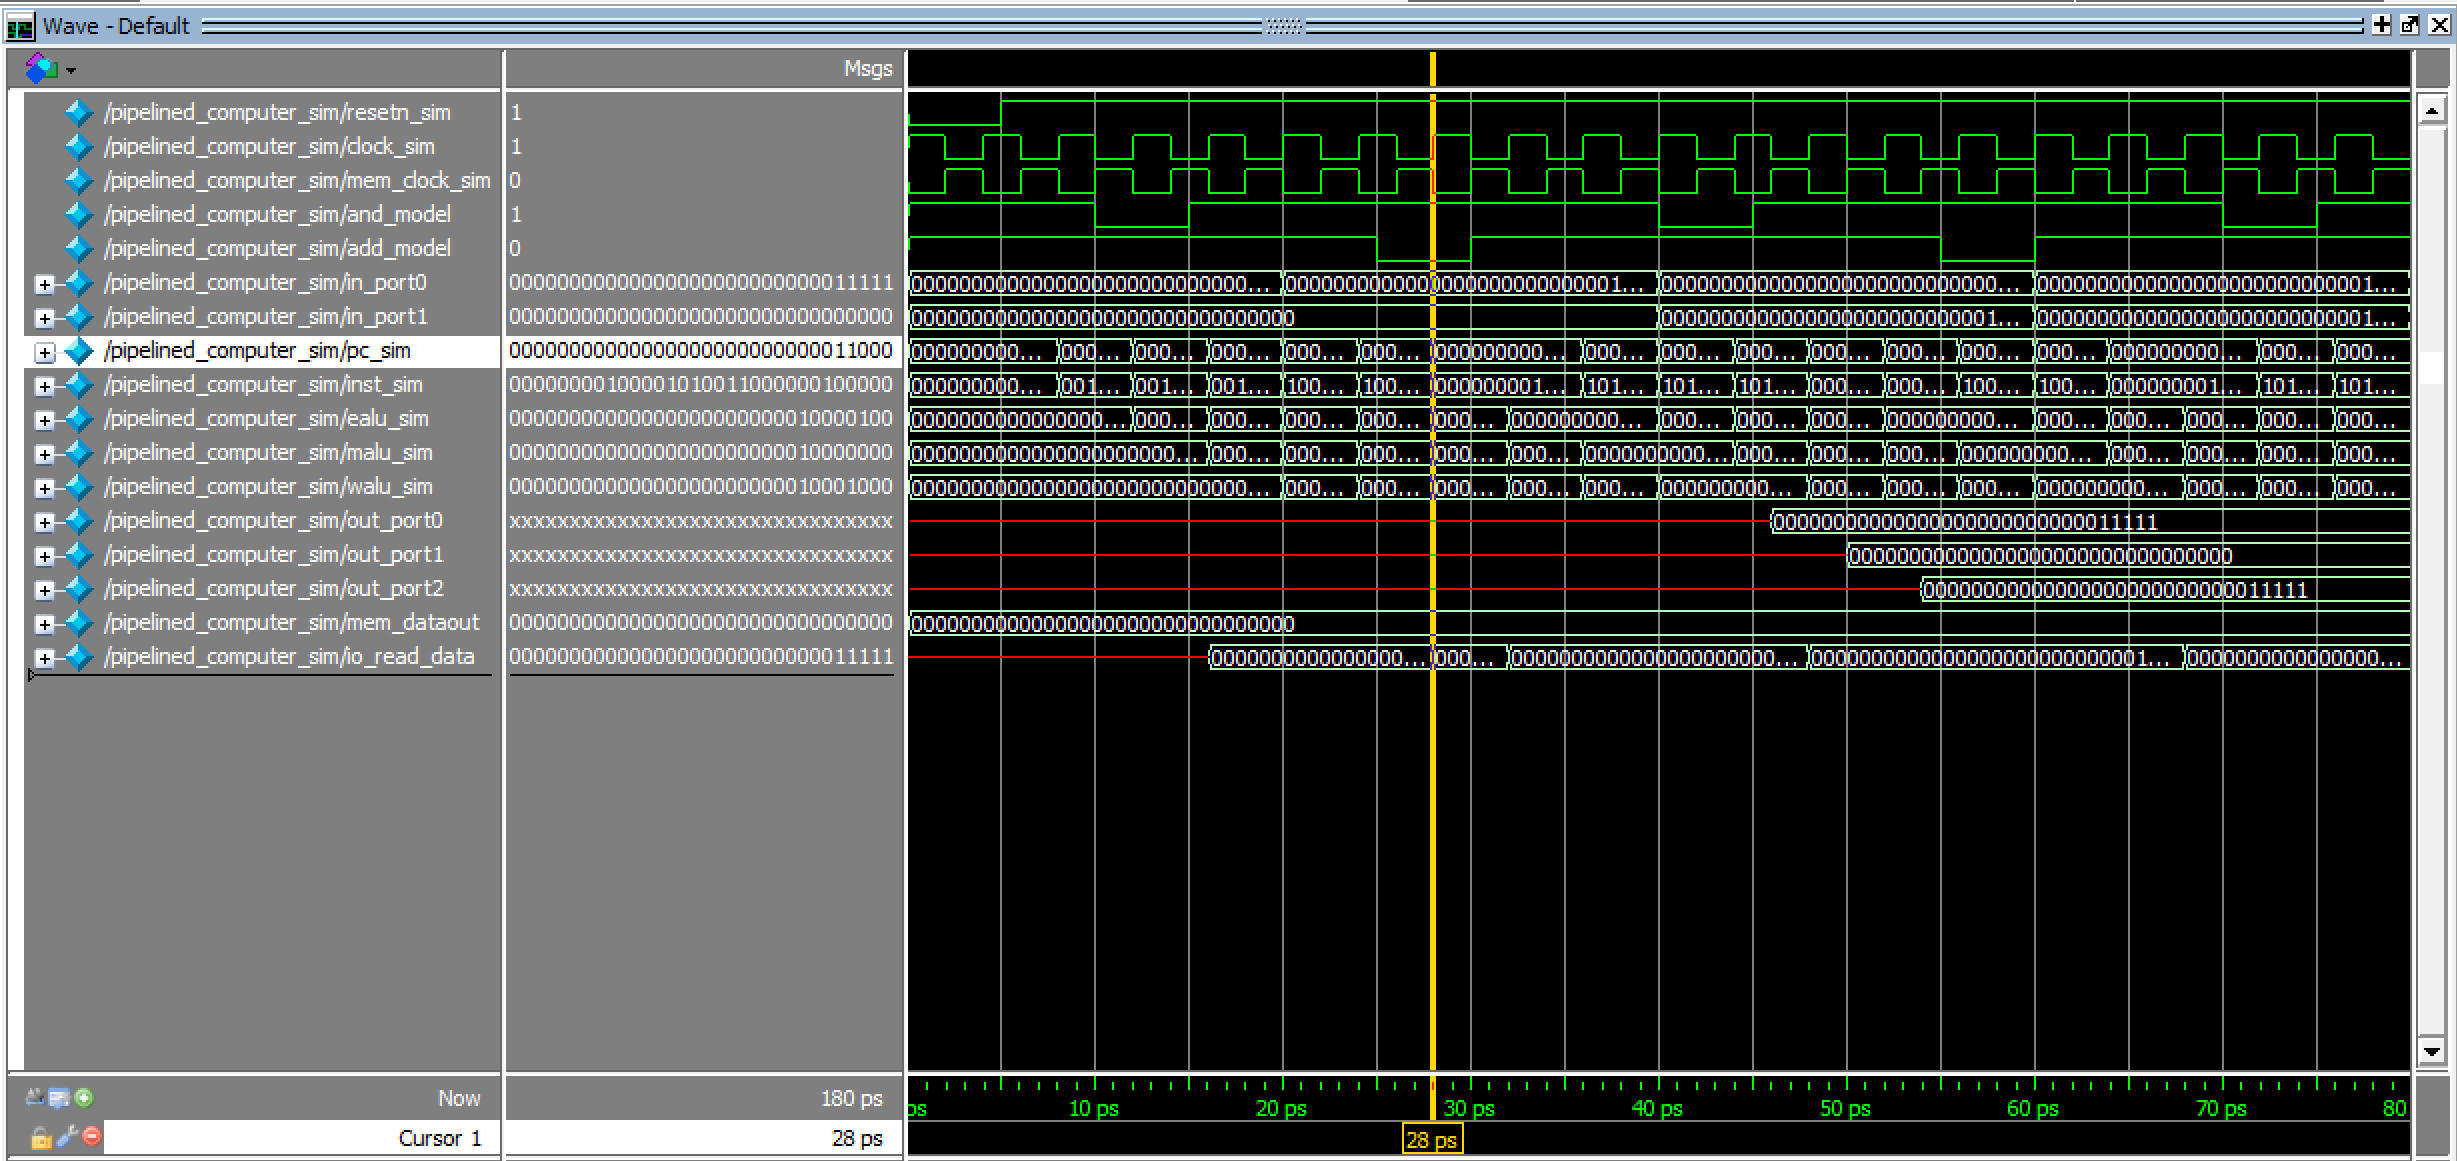 Wave - Default
Msgs
/pipelined_computer_sim/resetn_sim 1
/pipelined_computer_sim/clock_sim 1
/pipelined_computer_sim/mem_clock_sim 0
/pipelined_computer_sim/and_model 1
/pipelined_computer_sim/add_model 0
/pipelined_computer_sim/in_port0 00000000000000000000000000011111 0000000000000000000000000000... 0000000000000000000000000001... 0000000000000000000000000000... 0000000000000000000000000001...
/pipelined_computer_sim/in_port1 00000000000000000000000000000000 00000000000000000000000000000000 0000000000000000000000000001... 0000000000000000000000000001...
/pipelined_computer_sim/pc_sim 00000000000000000000000000011000 000000000... 000... 000... 000... 000... 000... 000000000... 000... 000... 000... 000... 000... 000... 000... 000000000... 000... 000...
/pipelined_computer_sim/inst_sim 00000000100001010011000000100000 000000000... 001... 001... 001... 100... 100... 000000001... 101... 101... 101... 000... 000... 100... 100... 000000001... 101... 101...
/pipelined_computer_sim/ealu_sim 00000000000000000000000010000100 0000000000000000... 000... 000... 000... 000... 000... 000000000... 000... 000... 000... 000000000... 000... 000... 000... 000... 000...
/pipelined_computer_sim/malu_sim 00000000000000000000000010000000 0000000000000000000000... 000... 000... 000... 000... 000... 0000000000... 000... 000... 000... 000000000... 000... 000... 000... 000...
/pipelined_computer_sim/walu_sim 00000000000000000000000010001000 0000000000000000000000000000... 000... 000... 000... 000... 000... 000000000... 000... 000... 000... 000000000... 000... 000... 000...
/pipelined_computer_sim/out_port0 xxxxxxxxxxxxxxxxxxxxxxxxxxxxxxxx 00000000000000000000000000011111
/pipelined_computer_sim/out_port1 xxxxxxxxxxxxxxxxxxxxxxxxxxxxxxxx 00000000000000000000000000000000
/pipelined_computer_sim/out_port2 xxxxxxxxxxxxxxxxxxxxxxxxxxxxxxxx 00000000000000000000000000011111
/pipelined_computer_sim/mem_dataout 00000000000000000000000000000000 00000000000000000000000000000000
/pipelined_computer_sim/io_read_data 00000000000000000000000000011111 0000000000000000... 000... 0000000000000000000000... 0000000000000000000000000001... 0000000000000000...
Now 180 ps ps 10 ps 20 ps 30 ps 40 ps 50 ps 60 ps 70 ps 80
Cursor 1 28 ps 28 ps